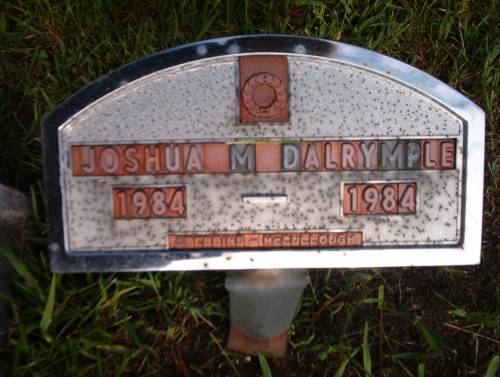 JOSHUA M DALRYMPLE
1984 - 1984
STEBBINS - McCULLOUGH